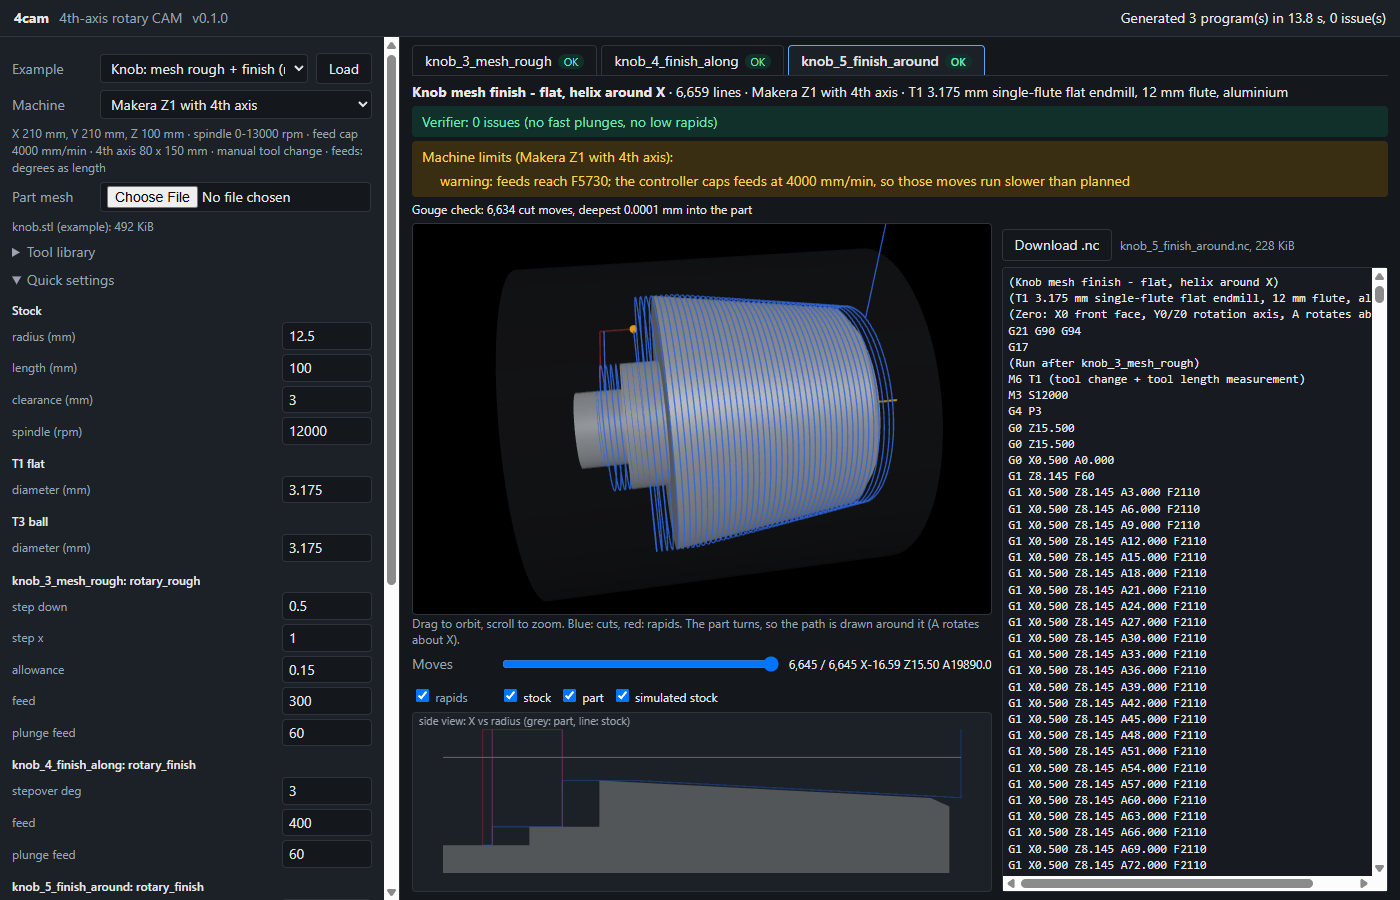 4cam 4th-axis rotary CAM v0.1.0
Generated 3 program(s) in 13.8 s, 0 issue(s)
Example
Knob: mesh rough + finish (
Load
Machine
Makera Z1 with 4th axis
X 210 mm, Y 210 mm, Z 100 mm · spindle 0-13000 rpm · feed cap
4000 mm/min · 4th axis 80 x 150 mm · manual tool change · feeds:
degrees as length
Part mesh
Choose File No file chosen
knob.stl (example): 492 KiB
Tool library
Quick settings
Stock
radius (mm) 12.5
length (mm) 100
clearance (mm) 3
spindle (rpm) 12000
T1 flat
diameter (mm) 3.175
T3 ball
diameter (mm) 3.175
knob_3_mesh_rough: rotary_rough
step down 0.5
step x 1
allowance 0.15
feed 300
plunge feed 60
knob_4_finish_along: rotary_finish
stepover deg 3
feed 400
plunge feed 60
knob_5_finish_around: rotary_finish
knob_3_mesh_rough OK
knob_4_finish_along OK
knob_5_finish_around OK
Knob mesh finish - flat, helix around X · 6,659 lines · Makera Z1 with 4th axis · T1 3.175 mm single-flute flat endmill, 12 mm flute, aluminium
Verifier: 0 issues (no fast plunges, no low rapids)
Machine limits (Makera Z1 with 4th axis):
warning: feeds reach F5730; the controller caps feeds at 4000 mm/min, so those moves run slower than planned
Gouge check: 6,634 cut moves, deepest 0.0001 mm into the part
Drag to orbit, scroll to zoom. Blue: cuts, red: rapids. The part turns, so the path is drawn around it (A rotates
about X).
Moves 6,645 / 6,645 X-16.59 Z15.50 A19890.0
rapids stock part simulated stock
side view: X vs radius (grey: part, line: stock)
Download .nc knob_5_finish_around.nc, 228 KiB
(Knob mesh finish - flat, helix around X)
(T1 3.175 mm single-flute flat endmill, 12 mm flute, al
(Zero: X0 front face, Y0/Z0 rotation axis, A rotates ab
G21 G90 G94
G17
(Run after knob_3_mesh_rough)
M6 T1 (tool change + tool length measurement)
M3 S12000
G4 P3
G0 Z15.500
G0 Z15.500
G0 X0.500 A0.000
G1 Z8.145 F60
G1 X0.500 Z8.145 A3.000 F2110
G1 X0.500 Z8.145 A6.000 F2110
G1 X0.500 Z8.145 A9.000 F2110
G1 X0.500 Z8.145 A12.000 F2110
G1 X0.500 Z8.145 A15.000 F2110
G1 X0.500 Z8.145 A18.000 F2110
G1 X0.500 Z8.145 A21.000 F2110
G1 X0.500 Z8.145 A24.000 F2110
G1 X0.500 Z8.145 A27.000 F2110
G1 X0.500 Z8.145 A30.000 F2110
G1 X0.500 Z8.145 A33.000 F2110
G1 X0.500 Z8.145 A36.000 F2110
G1 X0.500 Z8.145 A39.000 F2110
G1 X0.500 Z8.145 A42.000 F2110
G1 X0.500 Z8.145 A45.000 F2110
G1 X0.500 Z8.145 A48.000 F2110
G1 X0.500 Z8.145 A51.000 F2110
G1 X0.500 Z8.145 A54.000 F2110
G1 X0.500 Z8.145 A57.000 F2110
G1 X0.500 Z8.145 A60.000 F2110
G1 X0.500 Z8.145 A63.000 F2110
G1 X0.500 Z8.145 A66.000 F2110
G1 X0.500 Z8.145 A69.000 F2110
G1 X0.500 Z8.145 A72.000 F2110